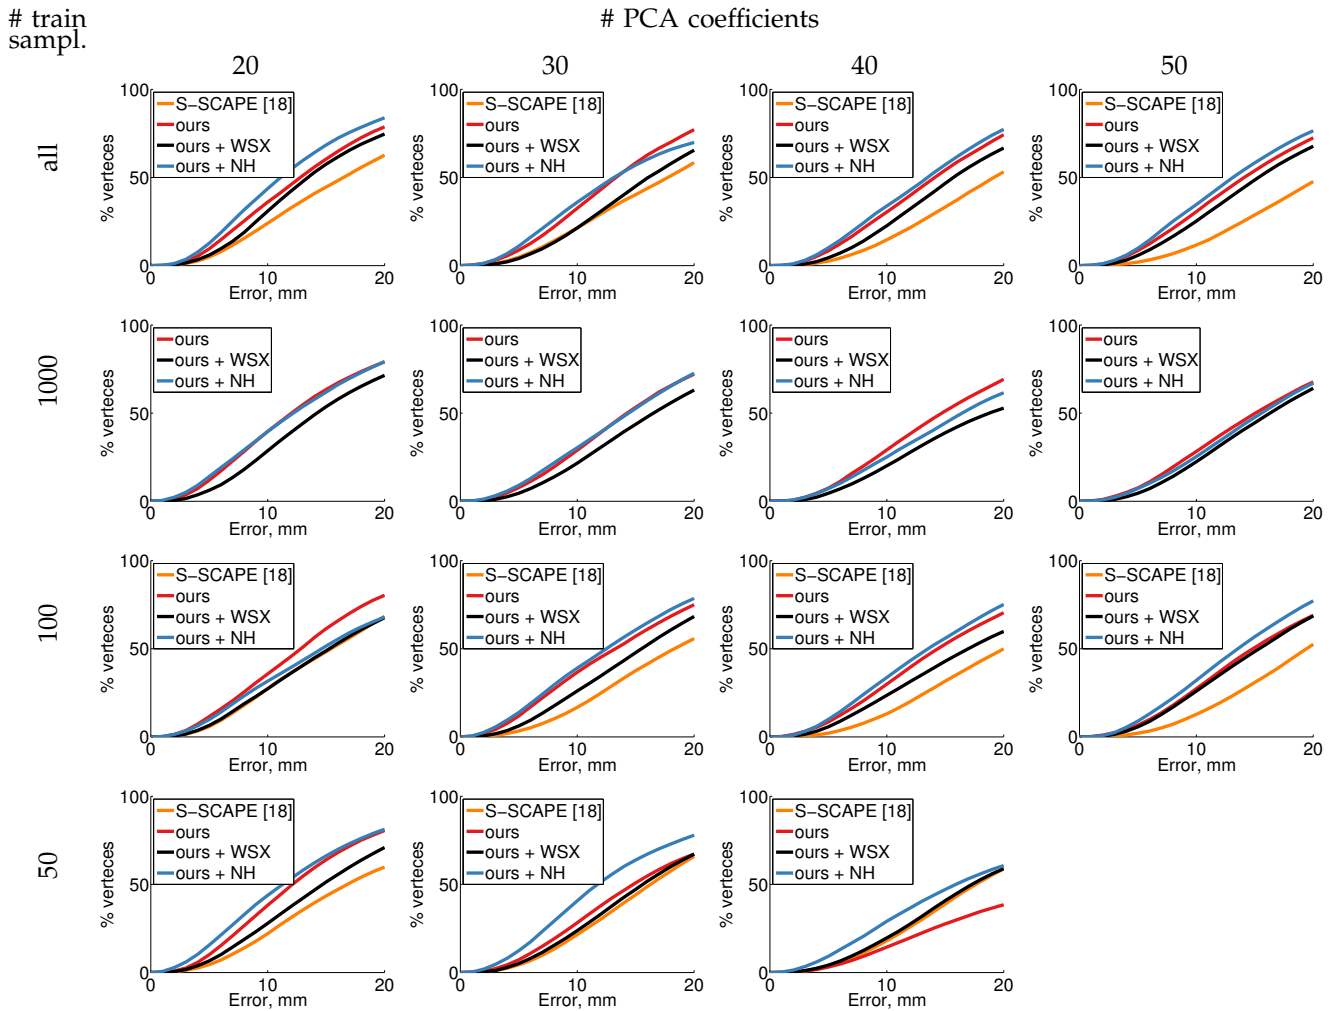 # train
sampl.
# PCA coefficients
20
30
40
50
all
100
50
0
% verteces
S-SCAPE [18]
ours
ours + WSX
ours + NH
0
10
20
Error, mm
100
50
0
% verteces
S-SCAPE [18]
ours
ours + WSX
ours + NH
0
10
20
Error, mm
100
50
0
% verteces
S-SCAPE [18]
ours
ours + WSX
ours + NH
0
10
20
Error, mm
100
50
0
% verteces
S-SCAPE [18]
ours
ours + WSX
ours + NH
0
10
20
Error, mm
1000
100
50
0
% verteces
ours
ours + WSX
ours + NH
0
10
20
Error, mm
100
50
0
% verteces
ours
ours + WSX
ours + NH
0
10
20
Error, mm
100
50
0
% verteces
ours
ours + WSX
ours + NH
0
10
20
Error, mm
100
50
0
% verteces
ours
ours + WSX
ours + NH
0
10
20
Error, mm
100
100
50
0
% verteces
S-SCAPE [18]
ours
ours + WSX
ours + NH
0
10
20
Error, mm
100
50
0
% verteces
S-SCAPE [18]
ours
ours + WSX
ours + NH
0
10
20
Error, mm
100
50
0
% verteces
S-SCAPE [18]
ours
ours + WSX
ours + NH
0
10
20
Error, mm
100
50
0
% verteces
S-SCAPE [18]
ours
ours + WSX
ours + NH
0
10
20
Error, mm
50
100
50
0
% verteces
S-SCAPE [18]
ours
ours + WSX
ours + NH
0
10
20
Error, mm
100
50
0
% verteces
S-SCAPE [18]
ours
ours + WSX
ours + NH
0
10
20
Error, mm
100
50
0
% verteces
S-SCAPE [18]
ours
ours + WSX
ours + NH
0
10
20
Error, mm